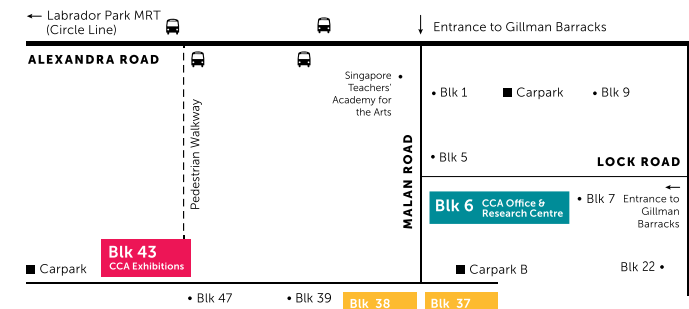 ← Labrador Park MRT
(Circle Line)
Entrance to Gillman Barracks
ALEXANDRA ROAD
Singapore
Teachers'
Academy for
the Arts
Pedestrian Walkway
MALAN ROAD
• Blk 1
Carpark
• Blk 9
• Blk 5
LOCK ROAD
Blk 6 CCA Office &
Research Centre
• Blk 7
Entrance to
Gillman
Barracks
Blk 43
CCA Exhibitions
Carpark
Carpark B
Blk 22 •
• Blk 47
• Blk 39
Blk 38
Blk 37